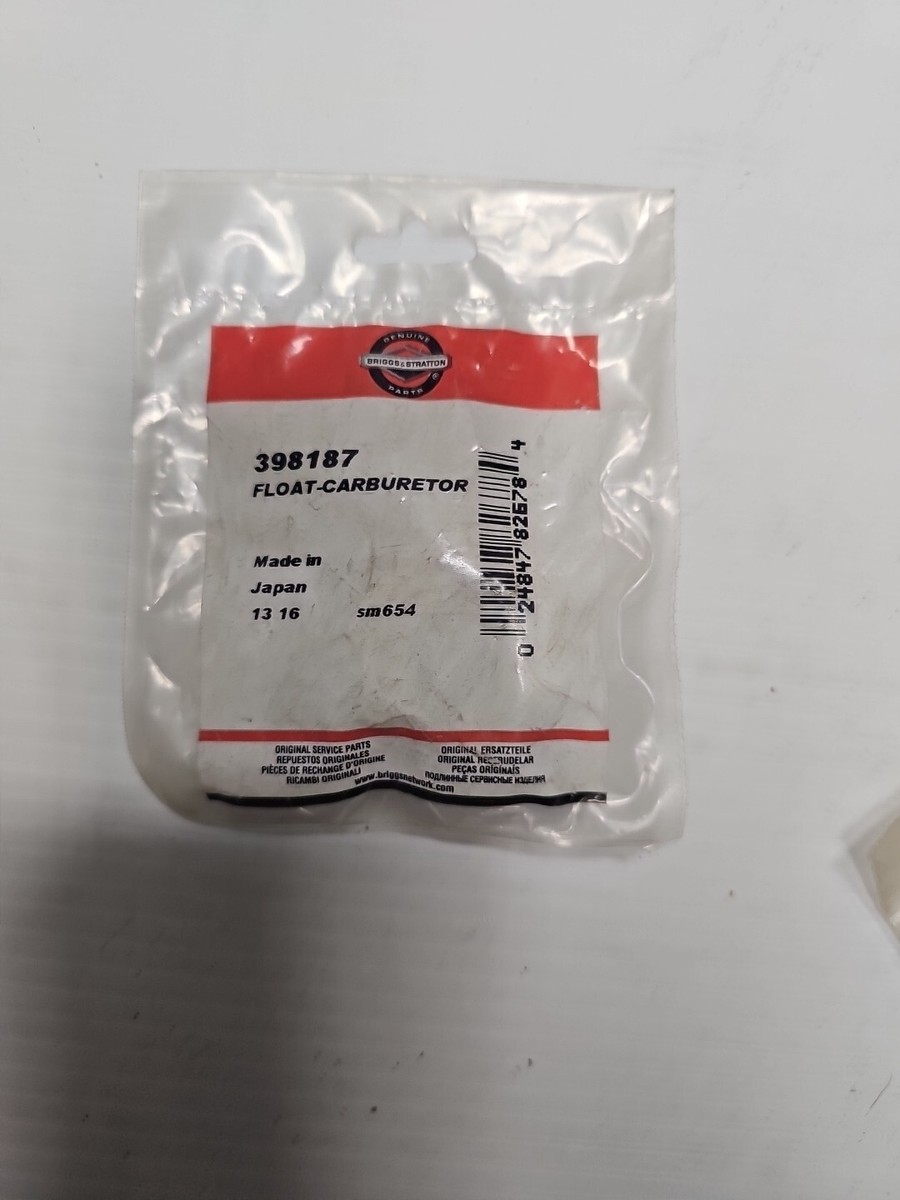 GENUINE
BRIGGS & STRATTON
®
PARTS
398187
FLOAT-CARBURETOR
Made in
Japan
13 16 sm654
0 24847 82678 4
ORIGINAL SERVICE PARTS
REPUESTOS ORIGINALES
PIÈCES DE RECHANGE D'ORIGINE
RICAMBI ORIGINALI
ORIGINAL ERSATZTEILE
ORIGINAL RESERUDELAR
PEÇAS ORIGINAIS
ПОДЛИННЫЕ СЕРВИСНЫЕ ИЗДЕЛИЯ
www.briggsnetwork.com